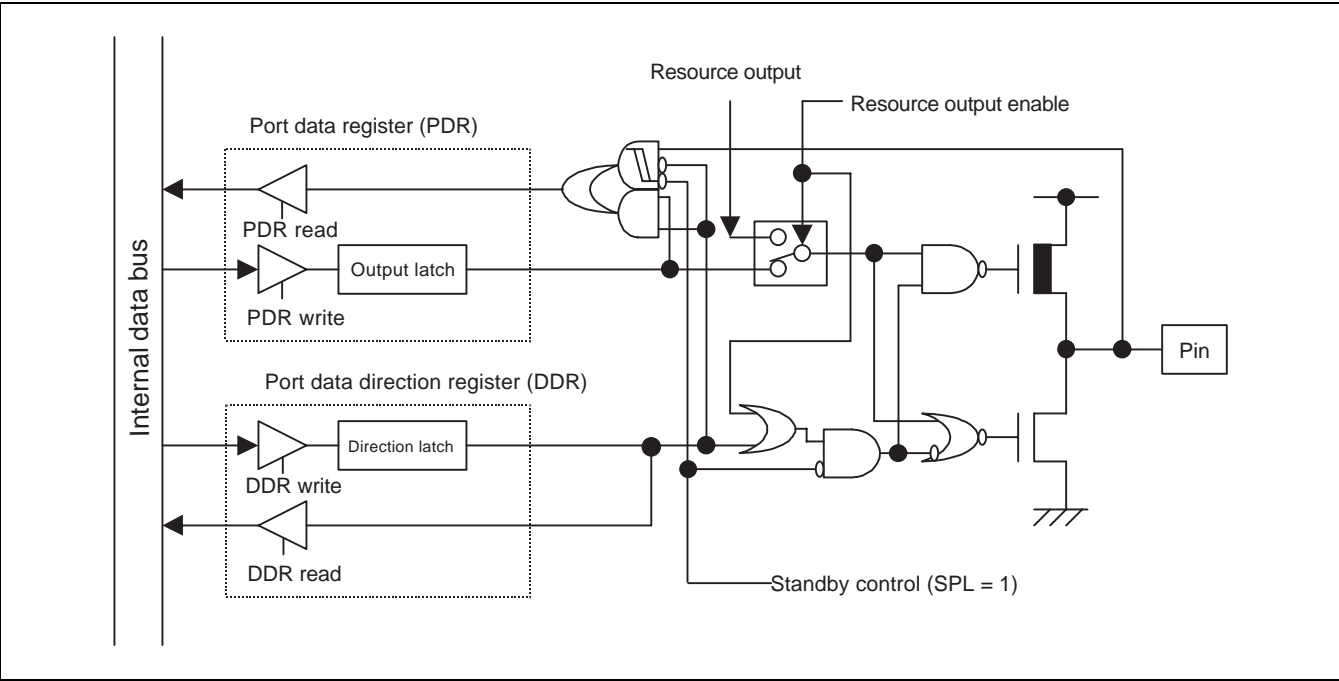 Resource output
Resource output enable
Port data register (PDR)
PDR read
Output latch
PDR write
Internal data bus
Pin
Port data direction register (DDR)
Direction latch
DDR write
DDR read
Standby control (SPL = 1)